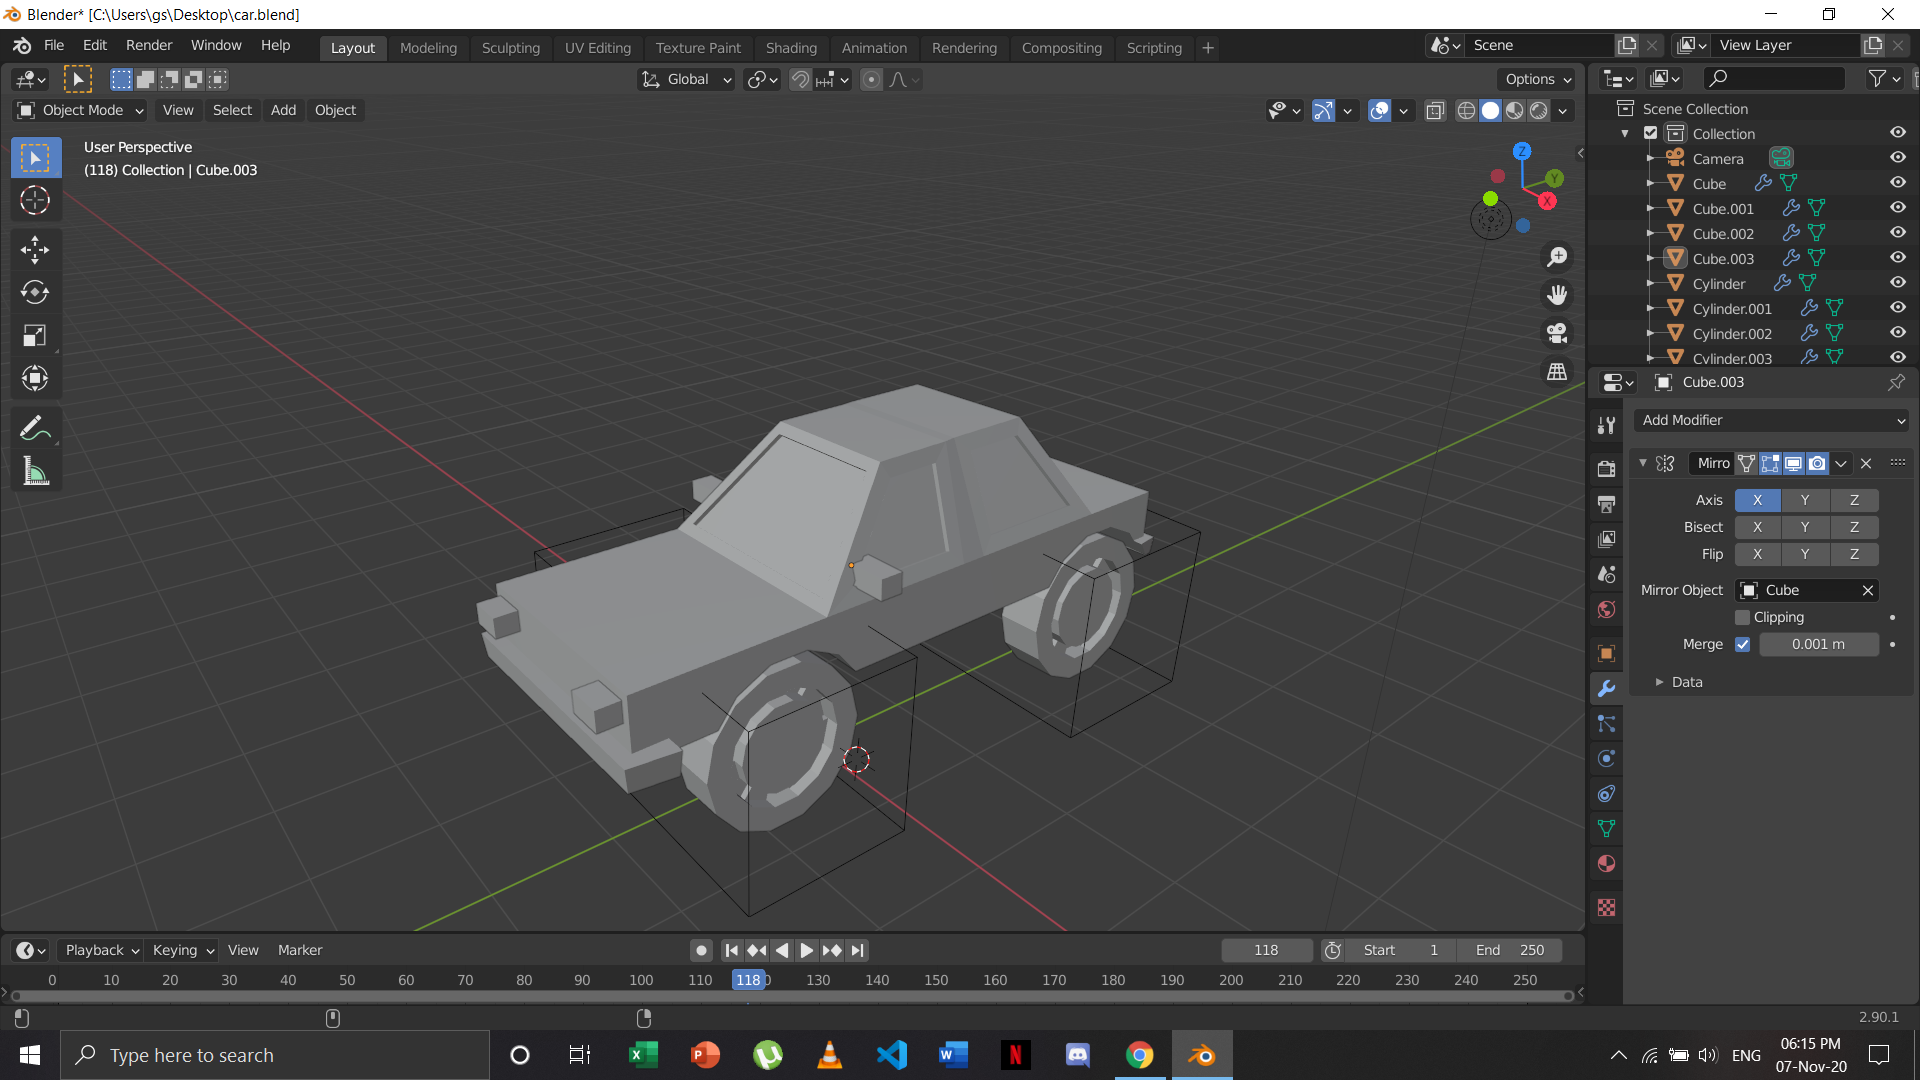 Blender* [C:\Users\gs\Desktop\car.blend]
File Edit Render Window Help
Layout Modeling Sculpting UV Editing Texture Paint Shading Animation Rendering Compositing Scripting +
Scene
View Layer
Global
Options
Object Mode View Select Add Object
User Perspective
(118) Collection | Cube.003
Z
Y
X
Scene Collection
Collection
Camera
Cube
Cube.001
Cube.002
Cube.003
Cylinder
Cylinder.001
Cylinder.002
Cylinder.003
Cube.003
Add Modifier
Mirro
Axis X Y Z
Bisect X Y Z
Flip X Y Z
Mirror Object Cube
Clipping
Merge 0.001 m
Data
Playback Keying View Marker
118
Start 1
End 250
0 10 20 30 40 50 60 70 80 90 100 110 118 0 130 140 150 160 170 180 190 200 210 220 230 240 250
2.90.1
Type here to search
X P W N
ENG
06:15 PM
07-Nov-20